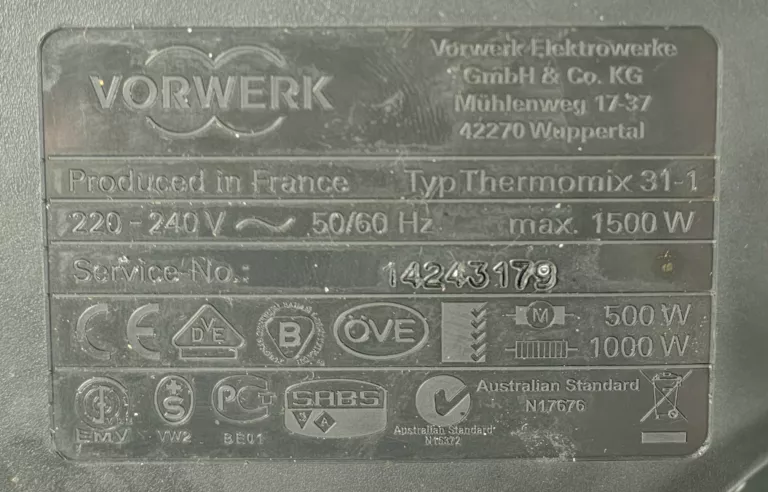 VORWERK
Vorwerk Elektrowerke
GmbH & Co. KG
Mühlenweg 17-37
42270 Wuppertal
Produced in France Typ Thermomix 31-1
220 - 240 V ~ 50/60 Hz max. 1500 W
Service-No.: 14243179
CE DVE B ÖVE M 500 W
1000 W
S EMV
+S VW2
PC BE01
SABS A
Australian Standard
N15372
Australian Standard
N17676